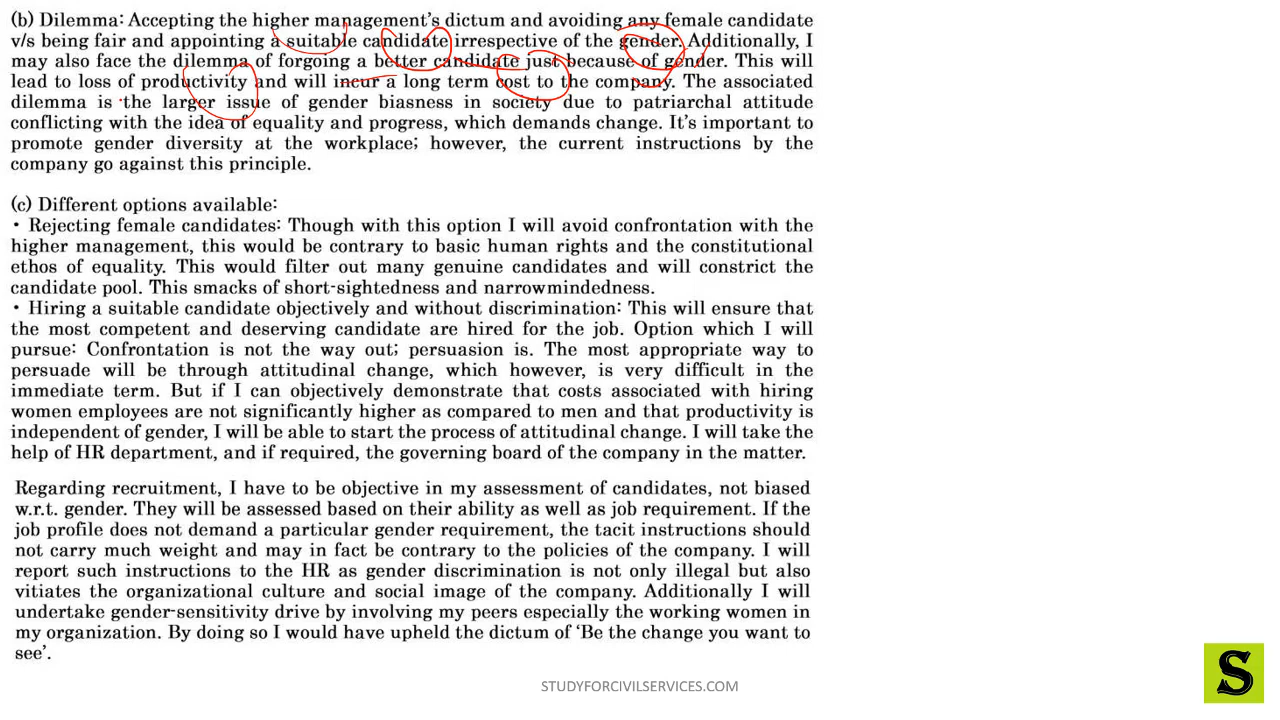 (b) Dilemma: Accepting the higher management's dictum and avoiding any female candidate
v/s being fair and appointing a suitable candidate irrespective of the gender. Additionally, I
may also face the dilemma of forgoing a better candidate just because of gender. This will
lead to loss of productivity and will incur a long term cost to the company. The associated
dilemma is the larger issue of gender biasness in society due to patriarchal attitude
conflicting with the idea of equality and progress, which demands change. It's important to
promote gender diversity at the workplace; however, the current instructions by the
company go against this principle.
(c) Different options available:
• Rejecting female candidates: Though with this option I will avoid confrontation with the
higher management, this would be contrary to basic human rights and the constitutional
ethos of equality. This would filter out many genuine candidates and will constrict the
candidate pool. This smacks of short-sightedness and narrowmindedness.
• Hiring a suitable candidate objectively and without discrimination: This will ensure that
the most competent and deserving candidate are hired for the job. Option which I will
pursue: Confrontation is not the way out; persuasion is. The most appropriate way to
persuade will be through attitudinal change, which however, is very difficult in the
immediate term. But if I can objectively demonstrate that costs associated with hiring
women employees are not significantly higher as compared to men and that productivity is
independent of gender, I will be able to start the process of attitudinal change. I will take the
help of HR department, and if required, the governing board of the company in the matter.
Regarding recruitment, I have to be objective in my assessment of candidates, not biased
w.r.t. gender. They will be assessed based on their ability as well as job requirement. If the
job profile does not demand a particular gender requirement, the tacit instructions should
not carry much weight and may in fact be contrary to the policies of the company. I will
report such instructions to the HR as gender discrimination is not only illegal but also
vitiates the organizational culture and social image of the company. Additionally I will
undertake gender-sensitivity drive by involving my peers especially the working women in
my organization. By doing so I would have upheld the dictum of 'Be the change you want to
see'.
STUDYFORCIVILSERVICES.COM
S